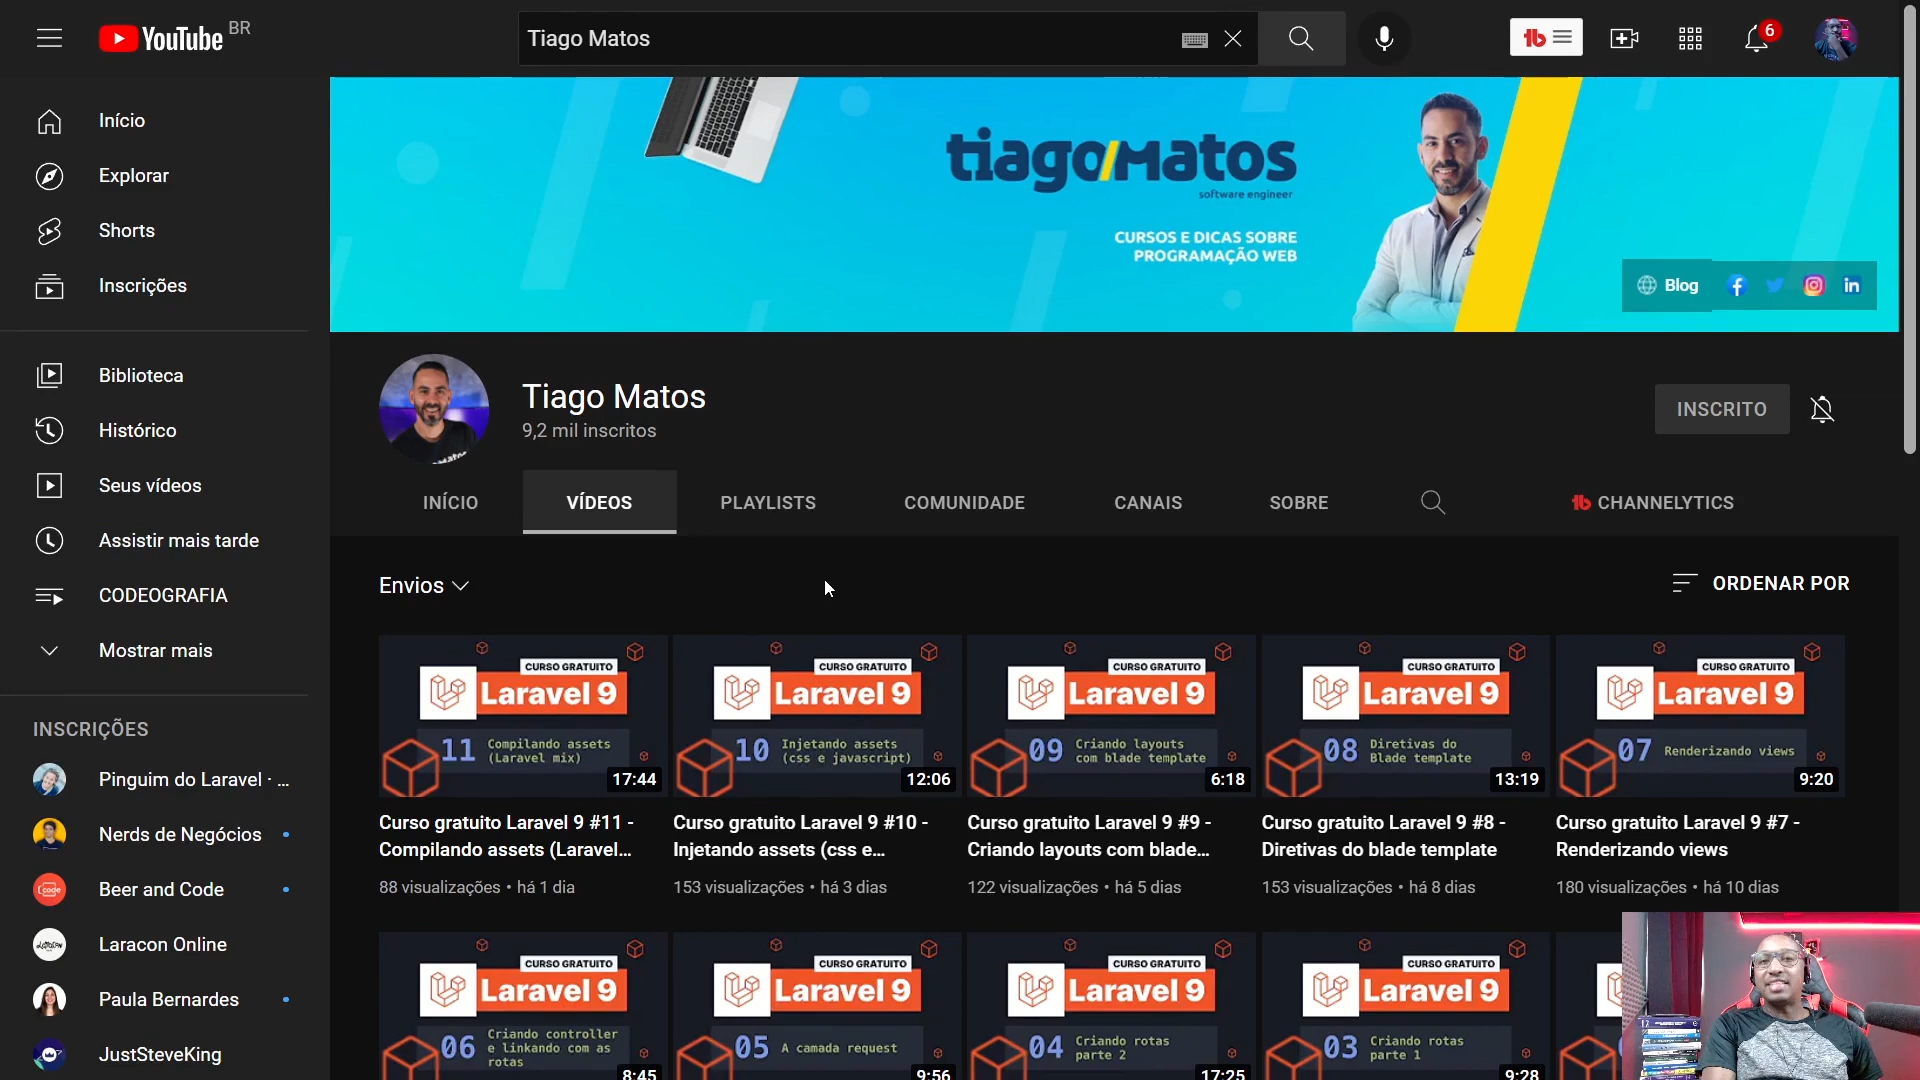 YouTube BR
Tiago Matos
6
Início
Explorar
Shorts
Inscrições
Biblioteca
Histórico
Seus vídeos
Assistir mais tarde
CODEOGRAFIA
Mostrar mais
INSCRIÇÕES
Pinguim do Laravel · ...
Nerds de Negócios
Beer and Code
Laracon Online
Paula Bernardes
JustSteveKing
tiago/Matos
software engineer
CURSOS E DICAS SOBRE
PROGRAMAÇÃO WEB
Blog
Tiago Matos
9,2 mil inscritos
INSCRITO
INÍCIO
VÍDEOS
PLAYLISTS
COMUNIDADE
CANAIS
SOBRE
CHANNELYTICS
Envios
ORDENAR POR
CURSO GRATUITO
Laravel 9
11 Compilando assets
(Laravel mix)
17:44
Curso gratuito Laravel 9 #11 -
Compilando assets (Laravel...
88 visualizações • há 1 dia
CURSO GRATUITO
Laravel 9
10 Injetando assets
(css e javascript)
12:06
Curso gratuito Laravel 9 #10 -
Injetando assets (css e...
153 visualizações • há 3 dias
CURSO GRATUITO
Laravel 9
09 Criando layouts
com blade template
6:18
Curso gratuito Laravel 9 #9 -
Criando layouts com blade...
122 visualizações • há 5 dias
CURSO GRATUITO
Laravel 9
08 Diretivas do
Blade template
13:19
Curso gratuito Laravel 9 #8 -
Diretivas do blade template
153 visualizações • há 8 dias
CURSO GRATUITO
Laravel 9
07 Renderizando views
9:20
Curso gratuito Laravel 9 #7 -
Renderizando views
180 visualizações • há 10 dias
CURSO GRATUITO
Laravel 9
06 Criando controller
e linkando com as
rotas
8:45
CURSO GRATUITO
Laravel 9
05 A camada request
9:56
CURSO GRATUITO
Laravel 9
04 Criando rotas
parte 2
17:25
CURSO GRATUITO
Laravel 9
03 Criando rotas
parte 1
9:28